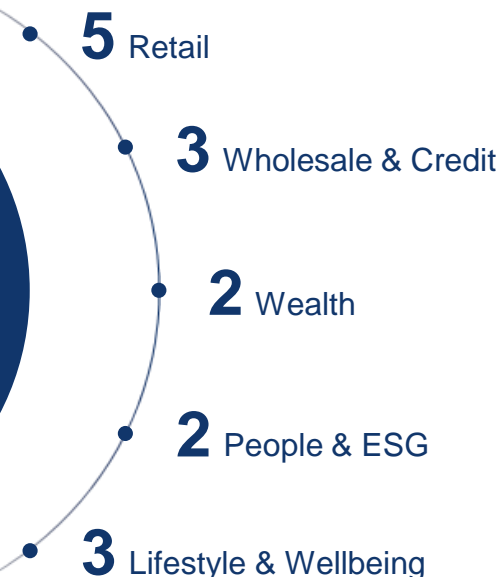 5 Retail
3 Wholesale & Credit
2 Wealth
2 People & ESG
3 Lifestyle & Wellbeing